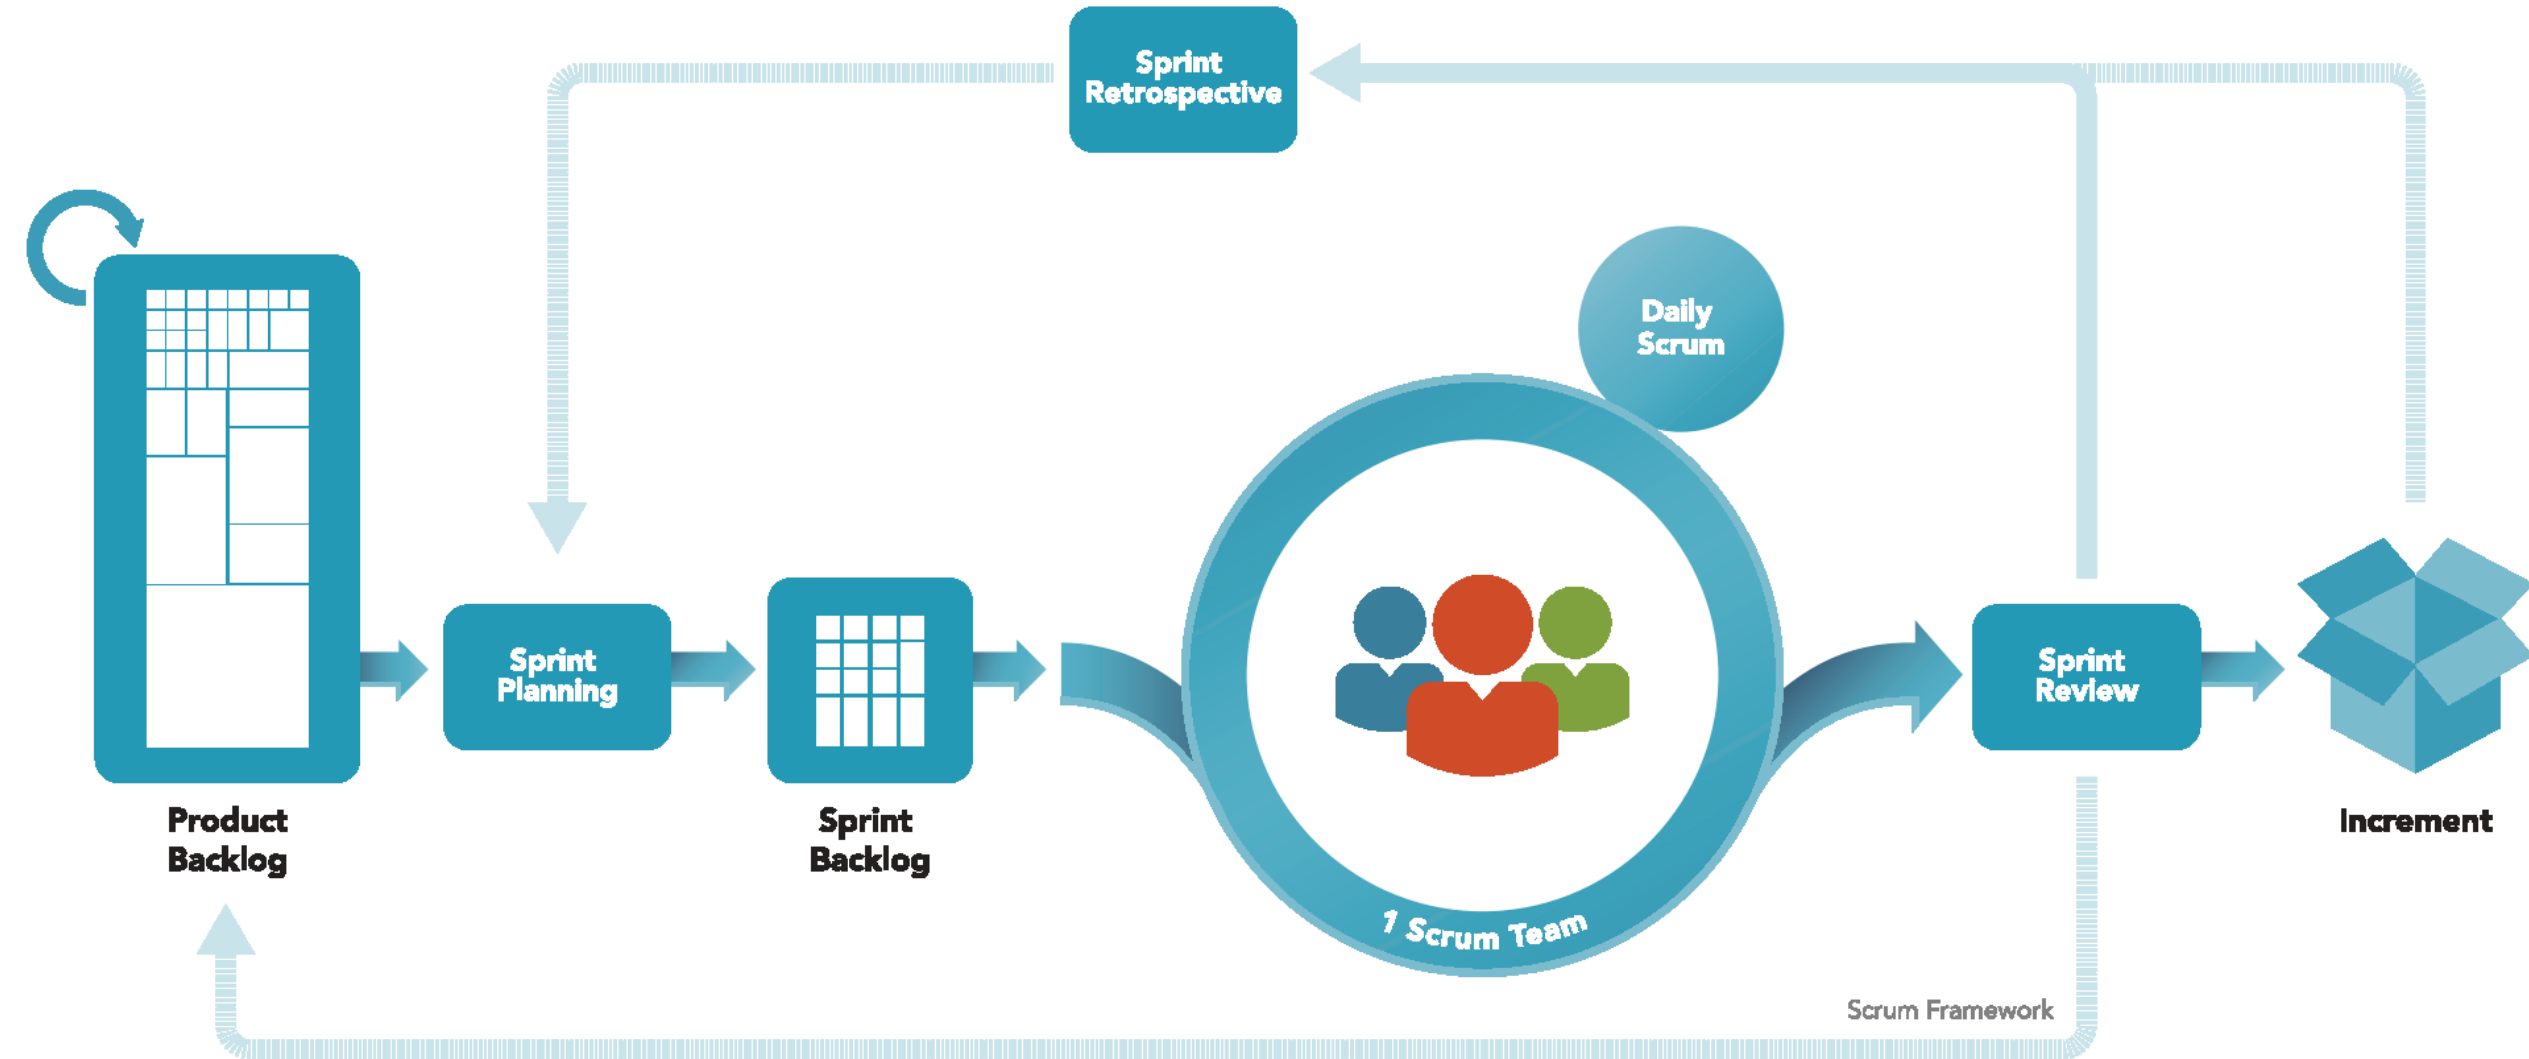 Sprint
Retrospective
Daily
Scrum
Sprint
Planning
Sprint
Review
Product
Backlog
Sprint
Backlog
Increment
1 Scrum Team
Scrum Framework